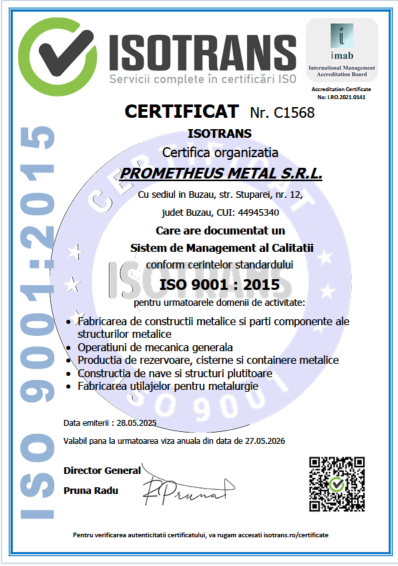 ISOTRANS
Servicii complete în certificări ISO
i
imab
International Management
Accreditation Board
Accreditation Certificate
No: I.RO.2021.0141
CERTIFICAT Nr. C1568
ISOTRANS
Certifica organizatia
PROMETHEUS METAL S.R.L.
Cu sediul in Buzau, str. Stuparei, nr. 12,
judet Buzau, CUI: 44945340
Care are documentat un
Sistem de Management al Calitatii
conform cerintelor standardului
ISO 9001 : 2015
pentru urmatoarele domenii de activitate:
• Fabricarea de constructii metalice si parti componente ale
structurilor metalice
• Operatiuni de mecanica generala
• Productia de rezervoare, cisterne si containere metalice
• Constructia de nave si structuri plutitoare
• Fabricarea utilajelor pentru metalurgie
Data emiterii : 28.05.2025
Valabil pana la urmatoarea viza anuala din data de 27.05.2026
Director General
Pruna Radu
RPruna
Pentru verificarea autenticitatii certificatului, va rugam accesati isotrans.ro/certificate
ISO 9001:2015
CERTIFICAT
ISOTRANS
ISO 9001